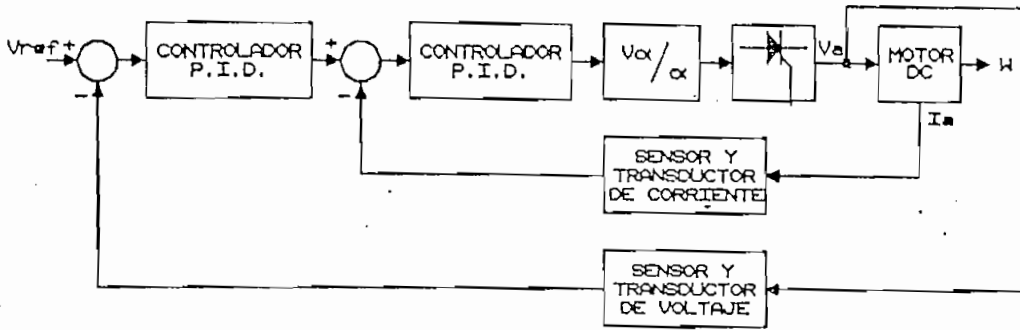 Vref
+
-
CONTROLADOR
P.I.D.
+
-
CONTROLADOR
P.I.D.
Vα/α
Va
MOTOR
DC
W
Ia
SENSOR Y
TRANSDUCTOR
DE CORRIENTE
SENSOR Y
TRANSDUCTOR
DE VOLTAJE